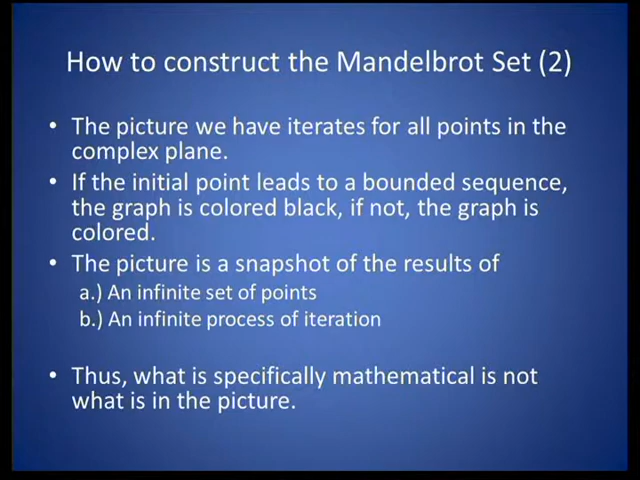 How to construct the Mandelbrot Set (2)
• The picture we have iterates for all points in the
complex plane.
• If the initial point leads to a bounded sequence,
the graph is colored black, if not, the graph is
colored.
• The picture is a snapshot of the results of
a.) An infinite set of points
b.) An infinite process of iteration
• Thus, what is specifically mathematical is not
what is in the picture.